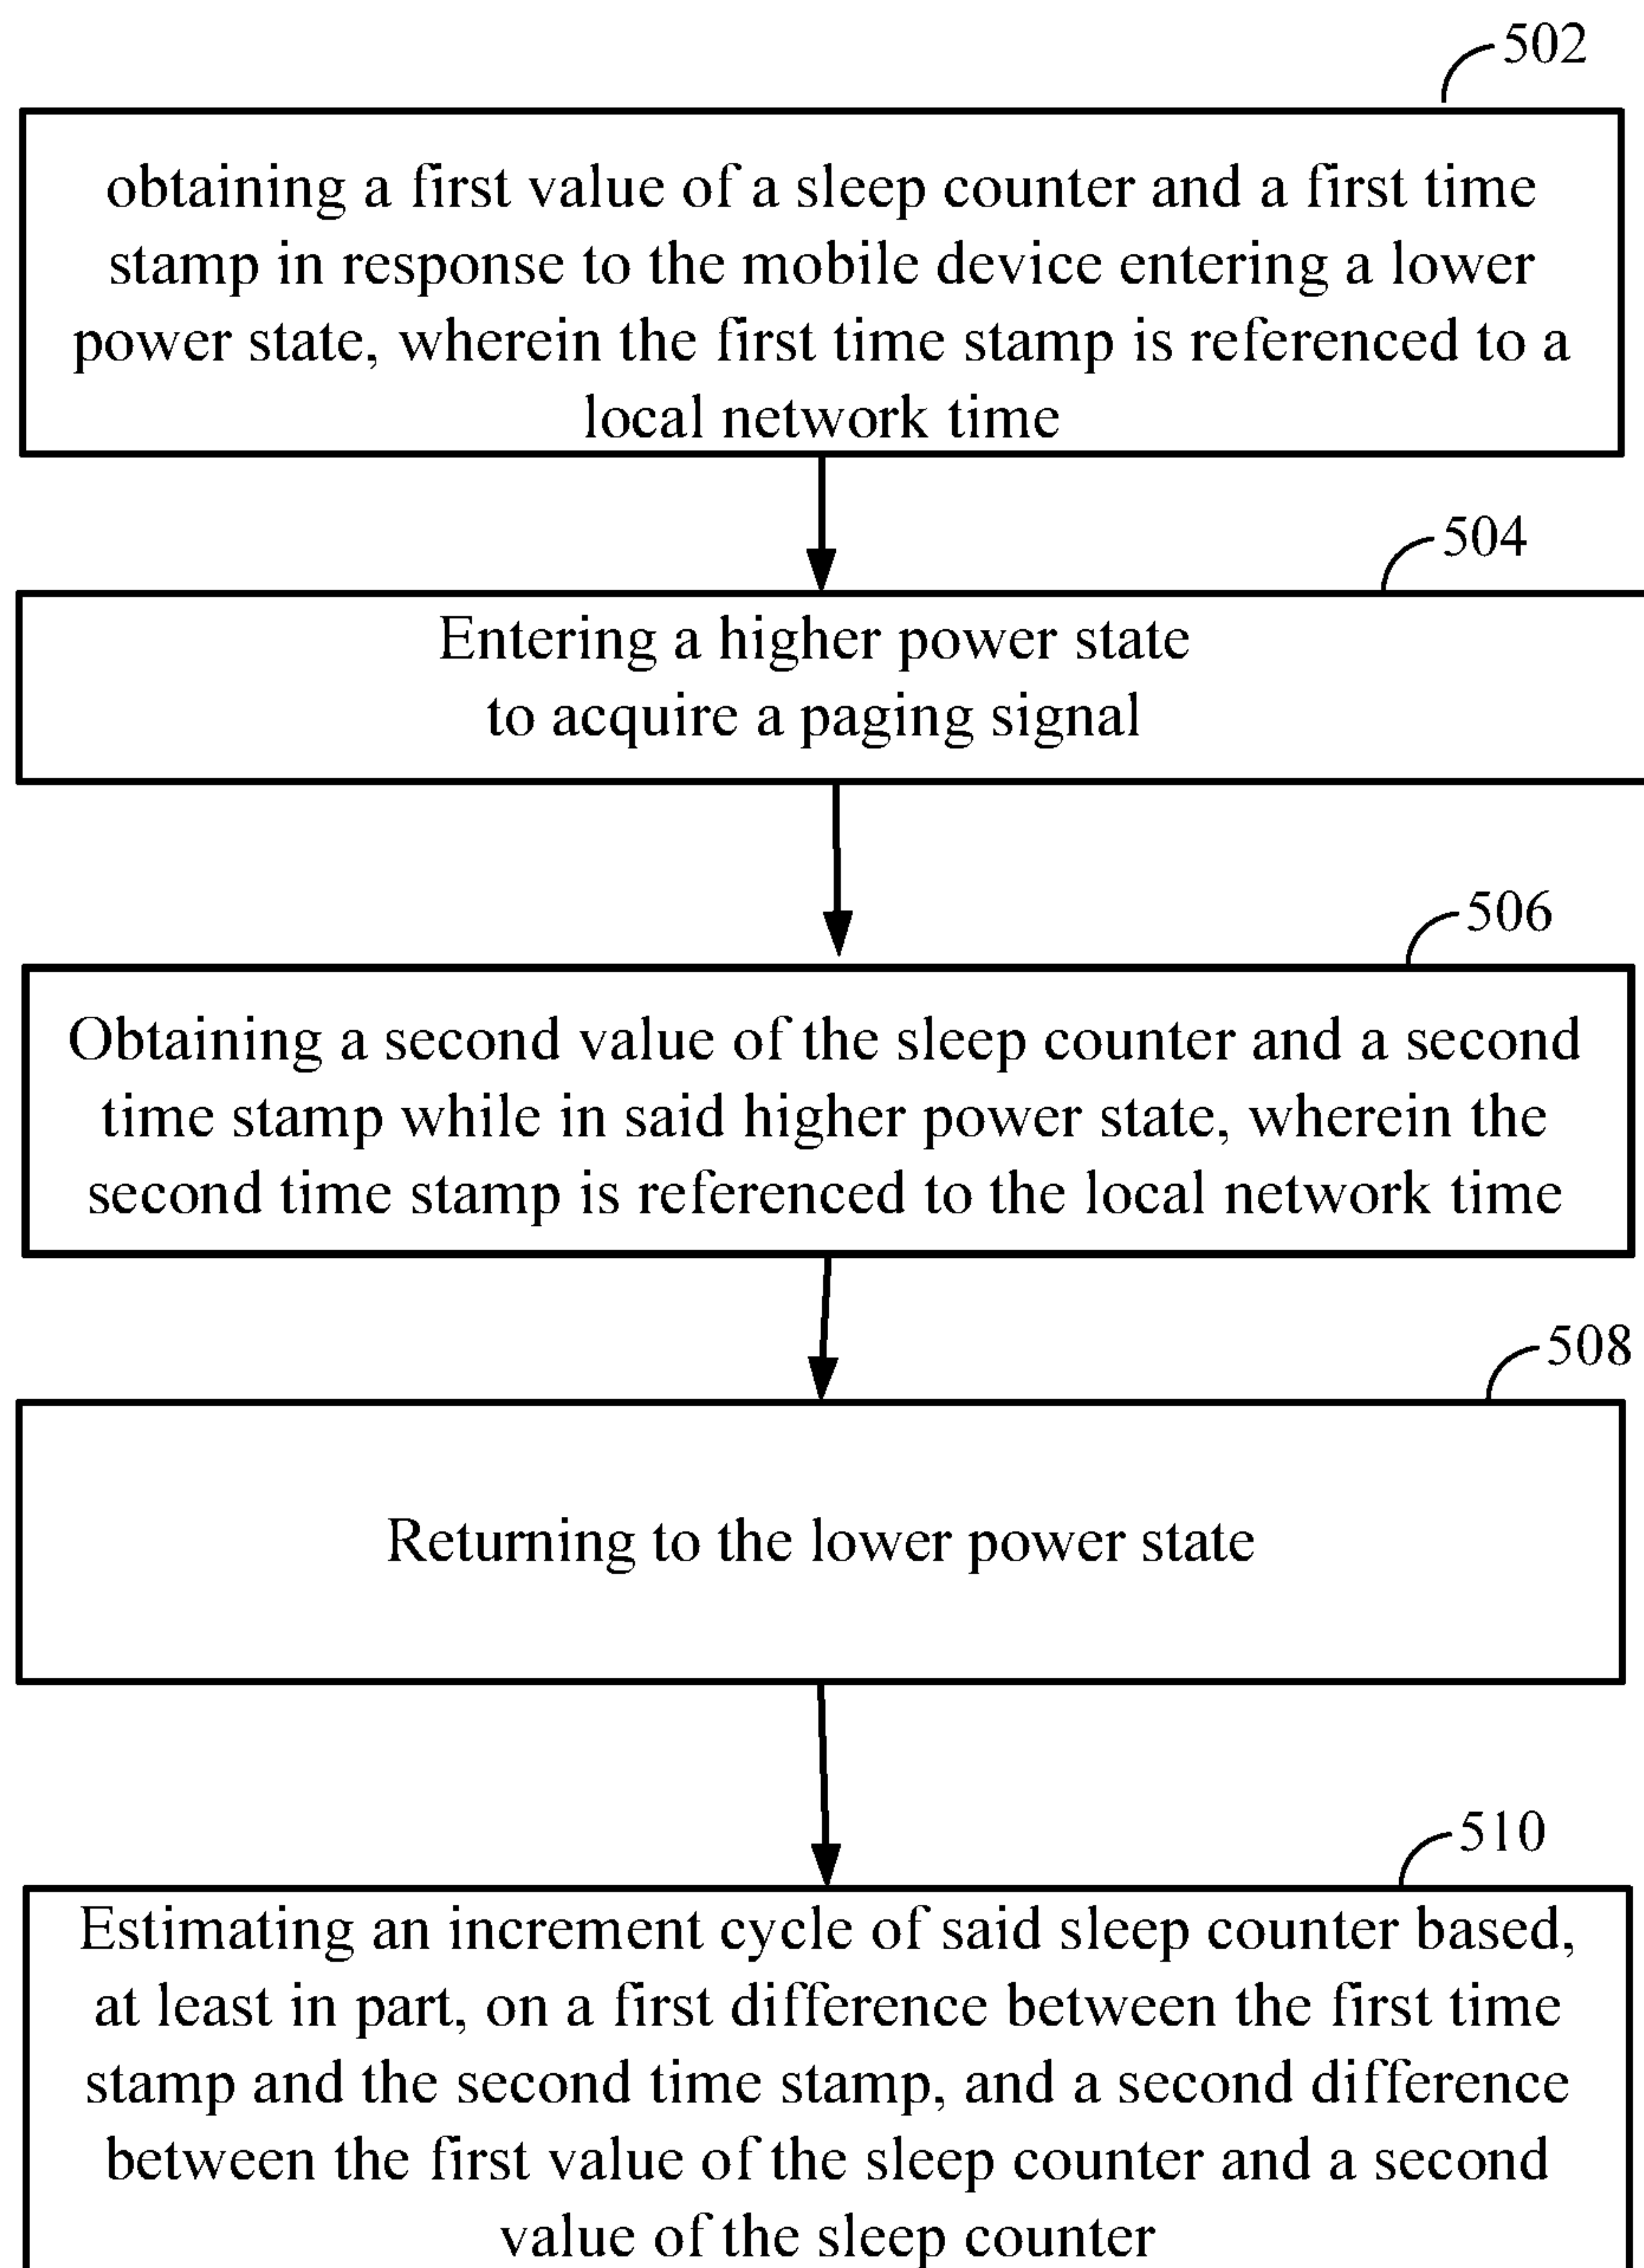 502
obtaining a first value of a sleep counter and a first time
stamp in response to the mobile device entering a lower
power state, wherein the first time stamp is referenced to a
local network time
504
Entering a higher power state
to acquire a paging signal
506
Obtaining a second value of the sleep counter and a second
time stamp while in said higher power state, wherein the
second time stamp is referenced to the local network time
508
Returning to the lower power state
510
Estimating an increment cycle of said sleep counter based,
at least in part, on a first difference between the first time
stamp and the second time stamp, and a second difference
between the first value of the sleep counter and a second
value of the sleep counter